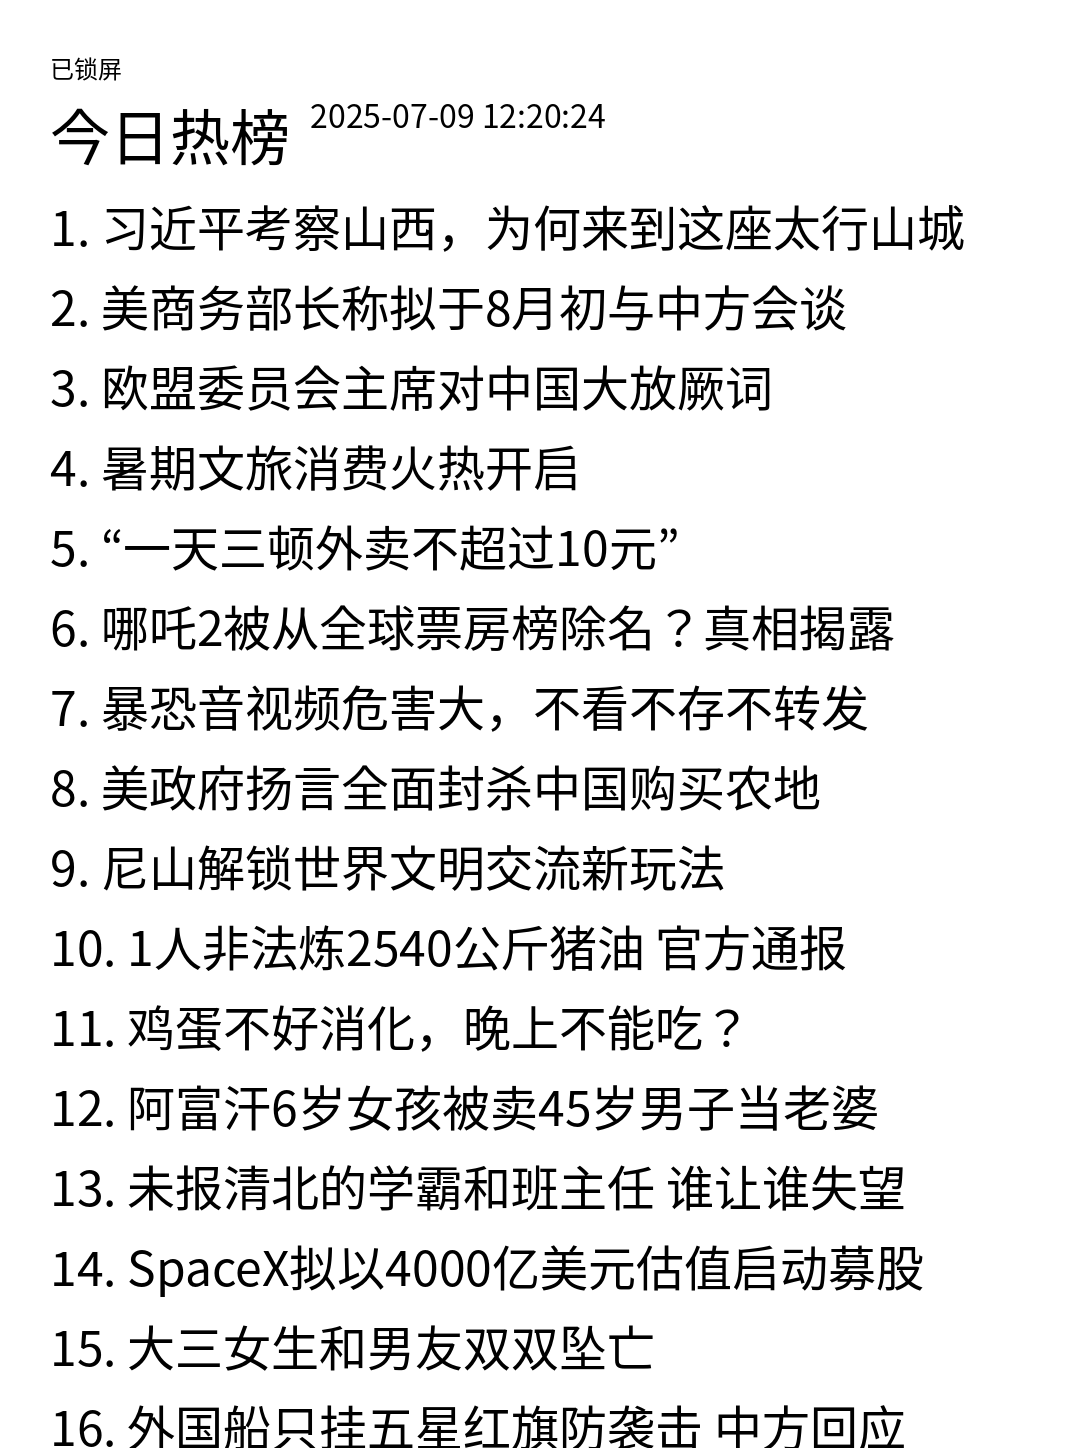 已锁屏
今日热榜 2025-07-09 12:20:24
1. 习近平考察山西，为何来到这座太行山城
2. 美商务部长称拟于8月初与中方会谈
3. 欧盟委员会主席对中国大放厥词
4. 暑期文旅消费火热开启
5. “一天三顿外卖不超过10元”
6. 哪吒2被从全球票房榜除名？真相揭露
7. 暴恐音视频危害大，不看不存不转发
8. 美政府扬言全面封杀中国购买农地
9. 尼山解锁世界文明交流新玩法
10. 1人非法炼2540公斤猪油 官方通报
11. 鸡蛋不好消化，晚上不能吃？
12. 阿富汗6岁女孩被卖45岁男子当老婆
13. 未报清北的学霸和班主任 谁让谁失望
14. SpaceX拟以4000亿美元估值启动募股
15. 大三女生和男友双双坠亡
16. 外国船只挂五星红旗防袭击 中方回应